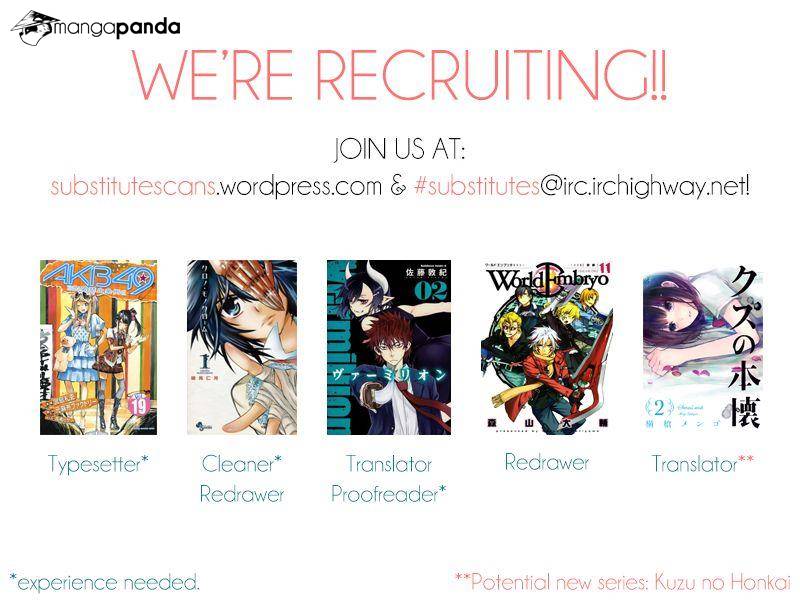 mangapanda
WE'RE RECRUITING!!
JOIN US AT:
substitutescans.wordpress.com & #substitutes@irc.irchighway.net!
AKB49
19
1
佐藤敦紀
02
ヴァーミリオン
World Embryo
11
森山大輔
クズの本懐
2
横槍メンゴ
Typesetter*
Cleaner*
Redrawer
Translator
Proofreader*
Redrawer
Translator**
*experience needed.
**Potential new series: Kuzu no Honkai